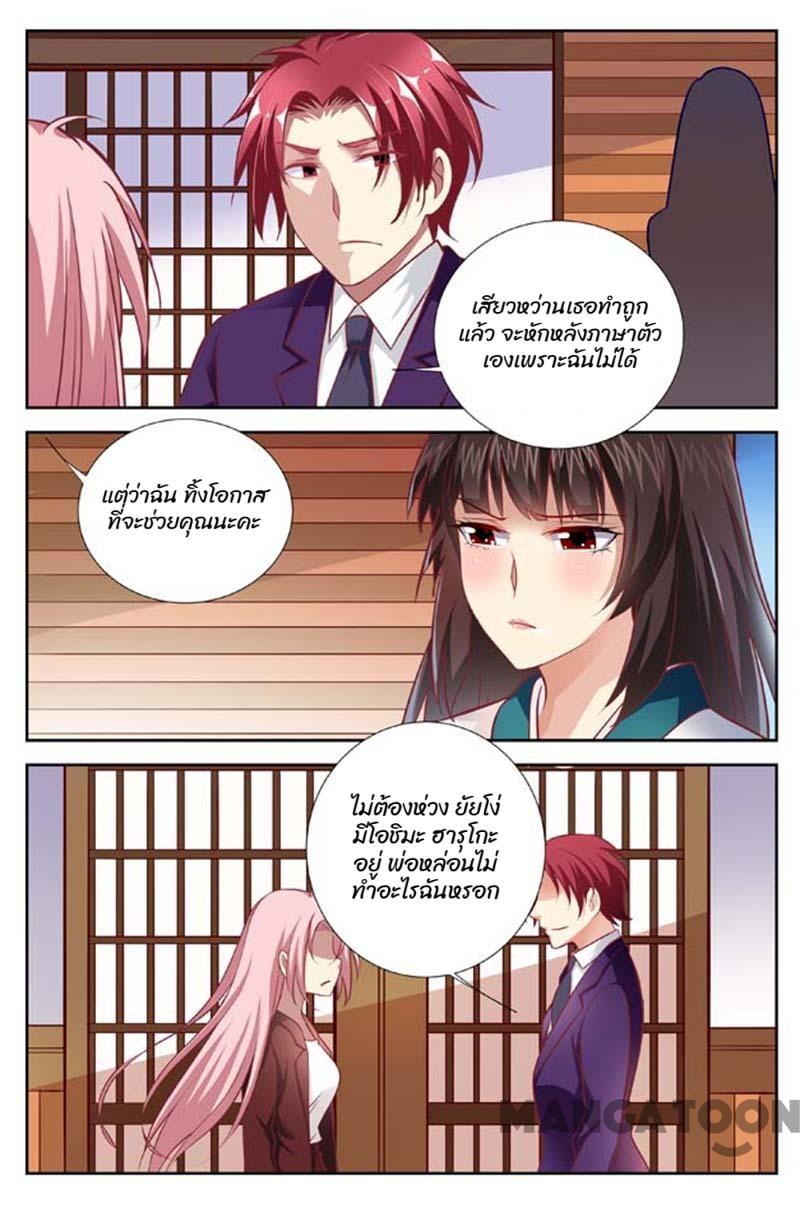 เสียวหว่านเธอทำถูก
แล้ว จะหักหลังภาษาตัว
เองเพราะฉันไม่ได้
แต่ว่าฉัน ทิ้งโอกาส
ที่จะช่วยคุณนะคะ
ไม่ต้องห่วง ยัยโง่
มีโอชิมะ ฮารุโกะ
อยู่ พ่อหล่อนไม่
ทำอะไรฉันหรอก
MANGATOON